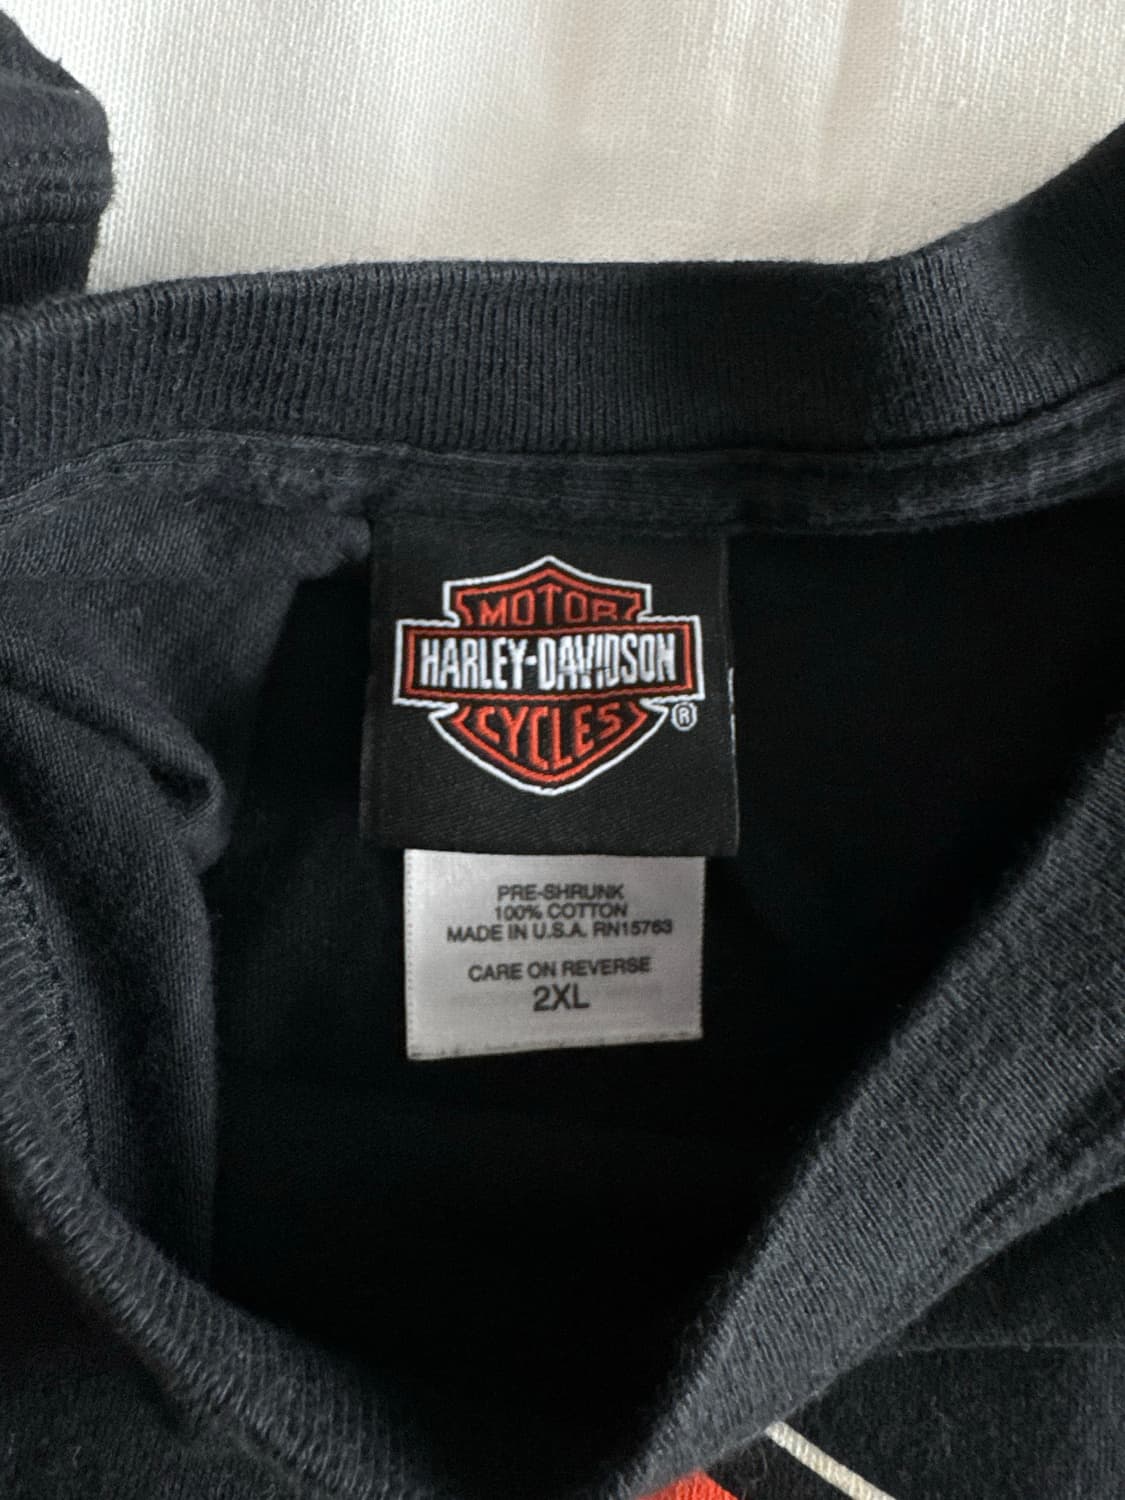 MOTOR
HARLEY-DAVIDSON
CYCLES
®
PRE-SHRUNK
100% COTTON
MADE IN U.S.A. RN15763
CARE ON REVERSE
2XL